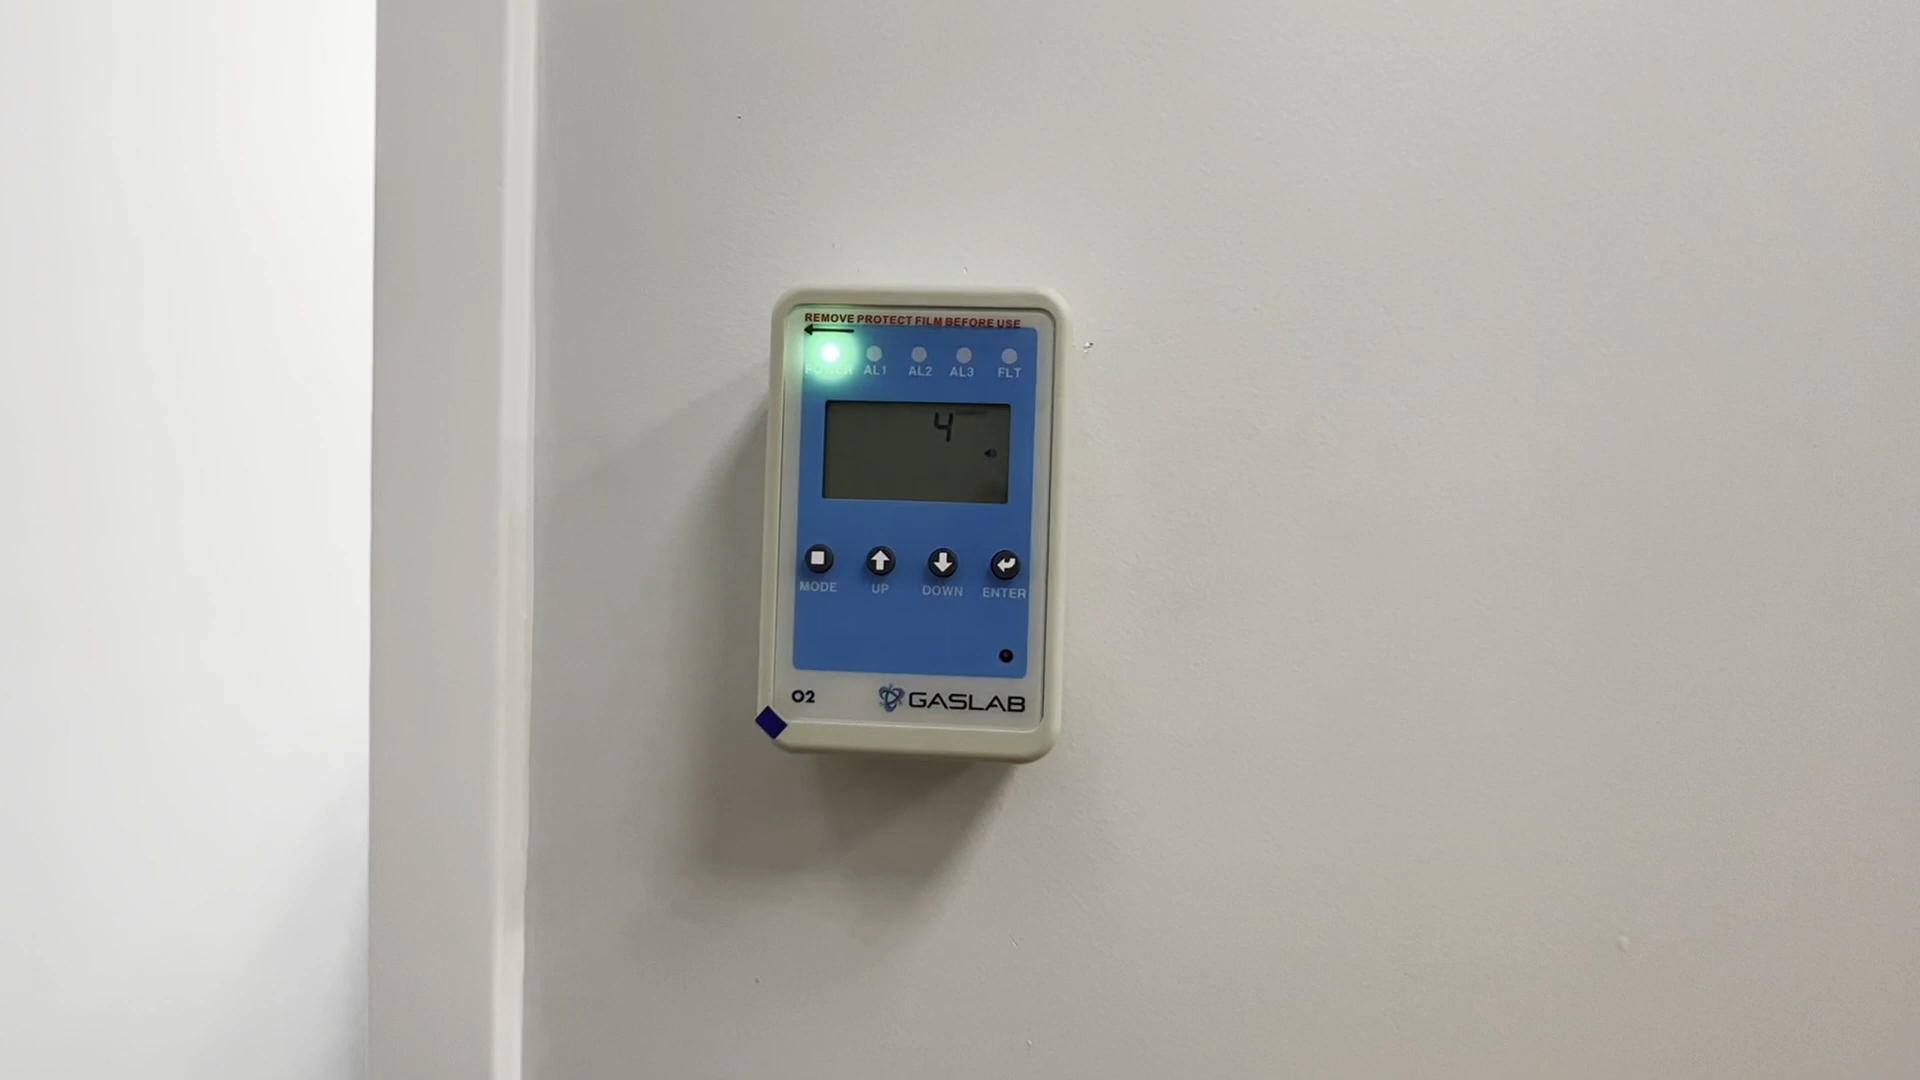 REMOVE PROTECT FILM BEFORE USE
POWER AL1 AL2 AL3 FLT
4
MODE UP DOWN ENTER
O2 GASLAB